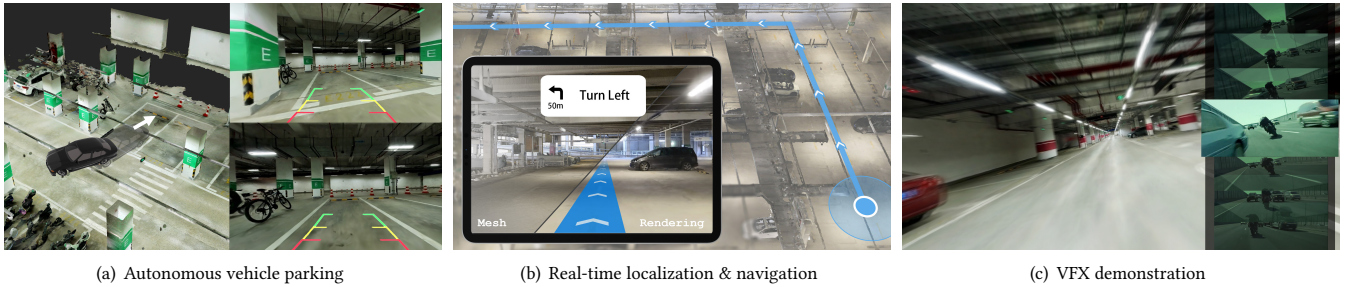 E
E
E
E
E
Turn Left
50m
Mesh
Rendering
(a) Autonomous vehicle parking
(b) Real-time localization & navigation
(c) VFX demonstration